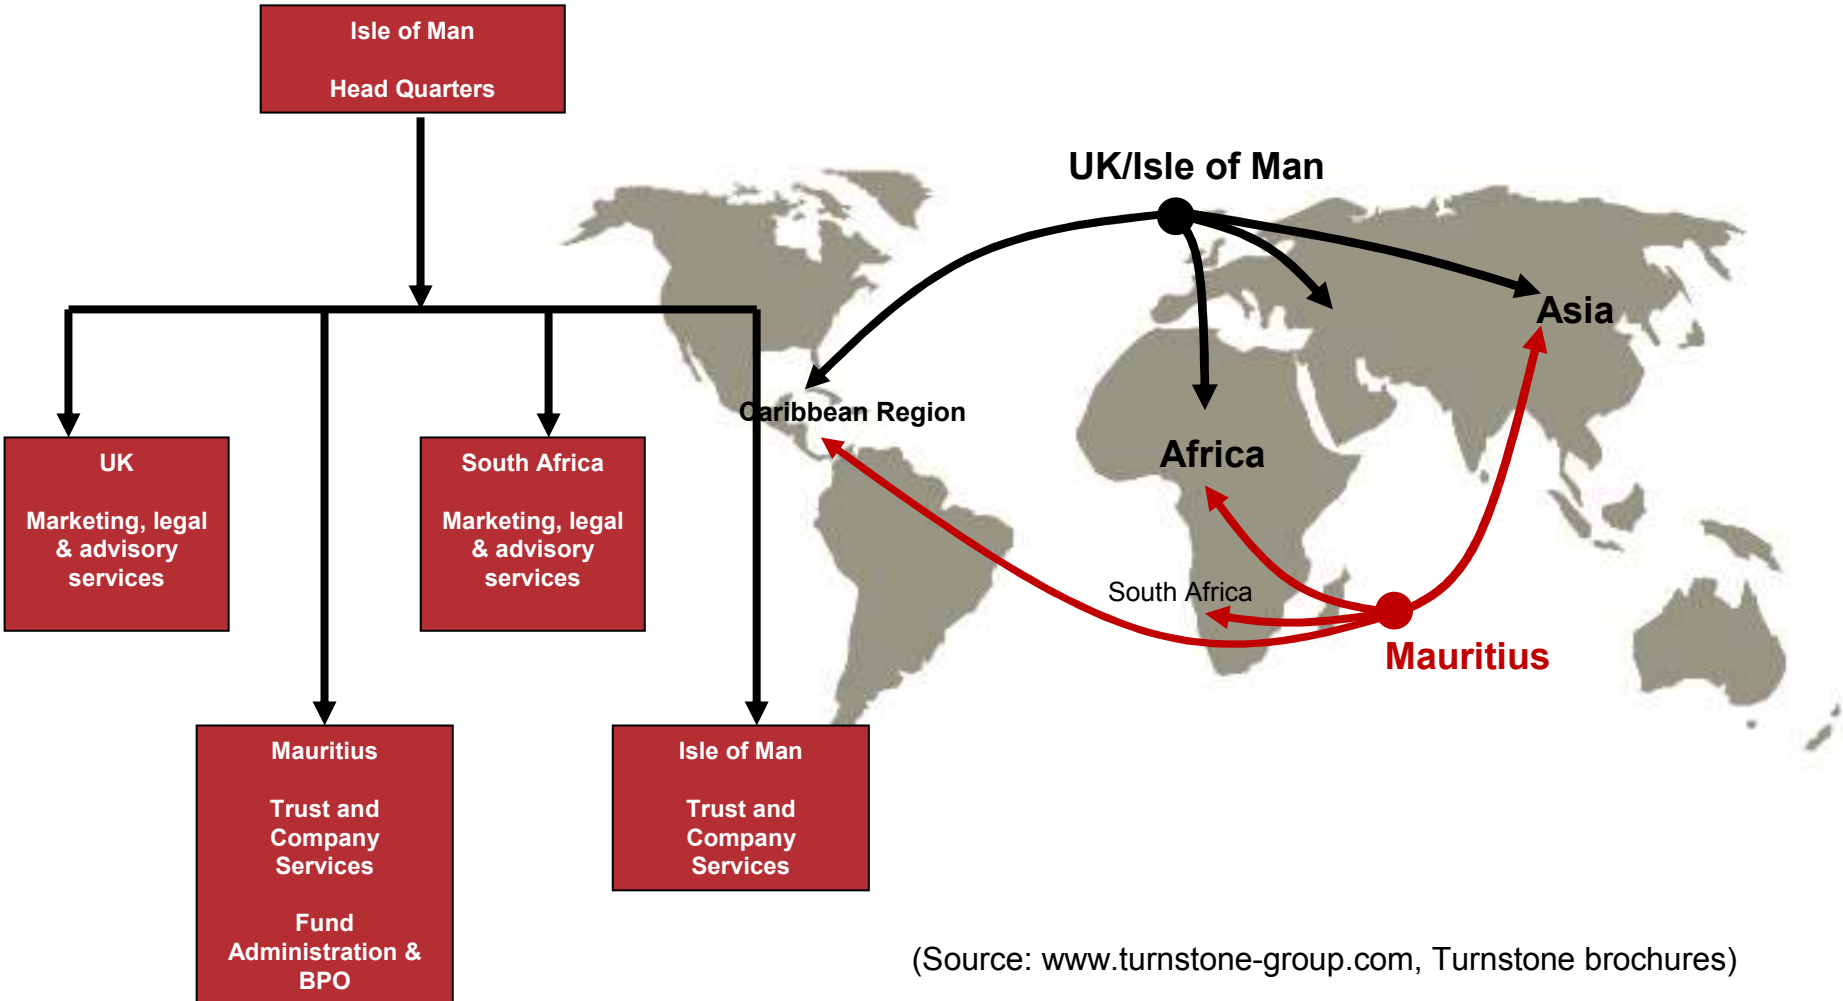 Isle of Man
Head Quarters
UK/Isle of Man
Asia
Caribbean Region
Africa
South Africa
Mauritius
UK
Marketing, legal
& advisory
services
South Africa
Marketing, legal
& advisory
services
Mauritius
Trust and
Company
Services
Fund
Administration &
BPO
Isle of Man
Trust and
Company
Services
(Source: www.turnstone-group.com, Turnstone brochures)